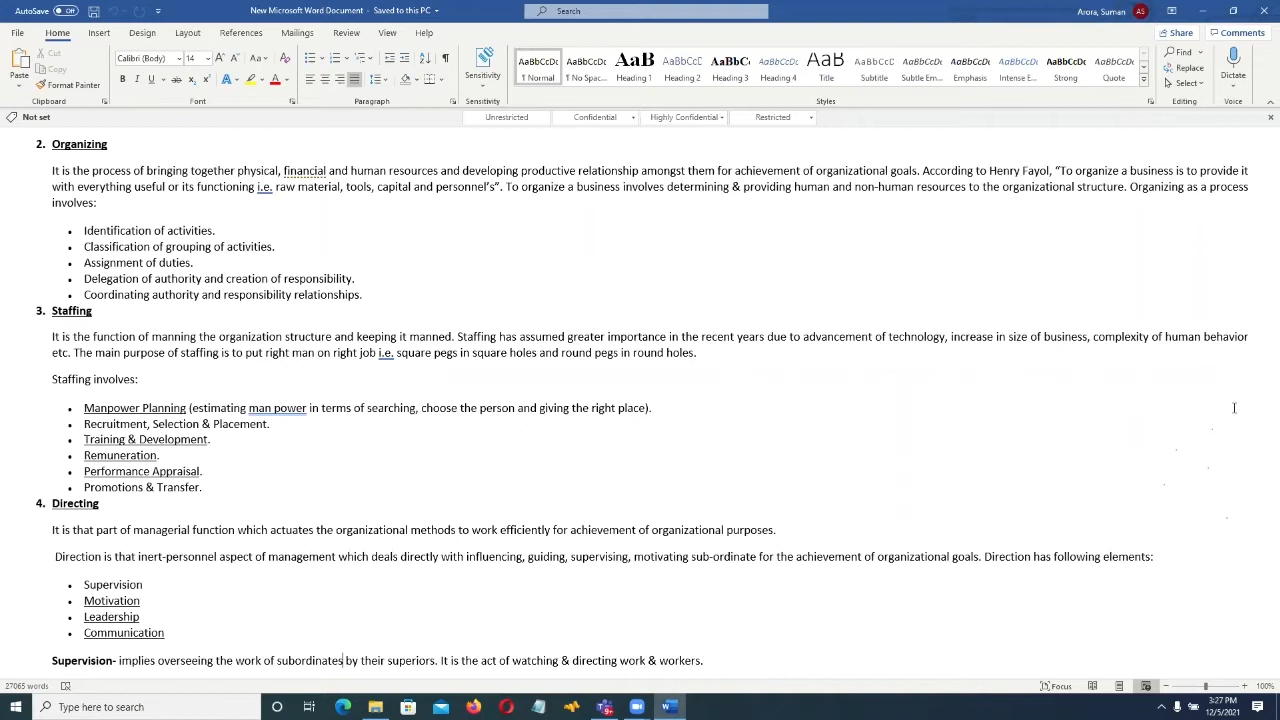 AutoSave Off New Microsoft Word Document - Saved to this PC Search Arora, Suman AS
File Home Insert Design Layout References Mailings Review View Help Share Comments
Paste Cut Copy Format Painter Calibri (Body) 14 Sensitivity Find Replace Select Dictate
AaBbCcDc ¶ Normal AaBbCcDc ¶ No Spac... AaB Heading 1 AaBbCcD Heading 2 AaBbCc Heading 3 AaBbCcDc Heading 4 AaB Title AaBbCcD Subtitle AaBbCcDc Subtle Em... AaBbCcDc Emphasis AaBbCcDc Intense E... AaBbCcDc Strong AaBbCcDc Quote
Clipboard Font Paragraph Sensitivity Styles Editing Voice
Not set Unrestricted Confidential Highly Confidential Restricted
2. Organizing
It is the process of bringing together physical, financial and human resources and developing productive relationship amongst them for achievement of organizational goals. According to Henry Fayol, “To organize a business is to provide it
with everything useful or its functioning i.e. raw material, tools, capital and personnel’s”. To organize a business involves determining & providing human and non-human resources to the organizational structure. Organizing as a process
involves:
• Identification of activities.
• Classification of grouping of activities.
• Assignment of duties.
• Delegation of authority and creation of responsibility.
• Coordinating authority and responsibility relationships.
3. Staffing
It is the function of manning the organization structure and keeping it manned. Staffing has assumed greater importance in the recent years due to advancement of technology, increase in size of business, complexity of human behavior
etc. The main purpose of staffing is to put right man on right job i.e. square pegs in square holes and round pegs in round holes.
Staffing involves:
• Manpower Planning (estimating man power in terms of searching, choose the person and giving the right place).
• Recruitment, Selection & Placement.
• Training & Development.
• Remuneration.
• Performance Appraisal.
• Promotions & Transfer.
4. Directing
It is that part of managerial function which actuates the organizational methods to work efficiently for achievement of organizational purposes.
Direction is that inert-personnel aspect of management which deals directly with influencing, guiding, supervising, motivating sub-ordinate for the achievement of organizational goals. Direction has following elements:
• Supervision
• Motivation
• Leadership
• Communication
Supervision- implies overseeing the work of subordinates by their superiors. It is the act of watching & directing work & workers.
27065 words Focus 100%
Type here to search 3:27 PM
12/5/2021